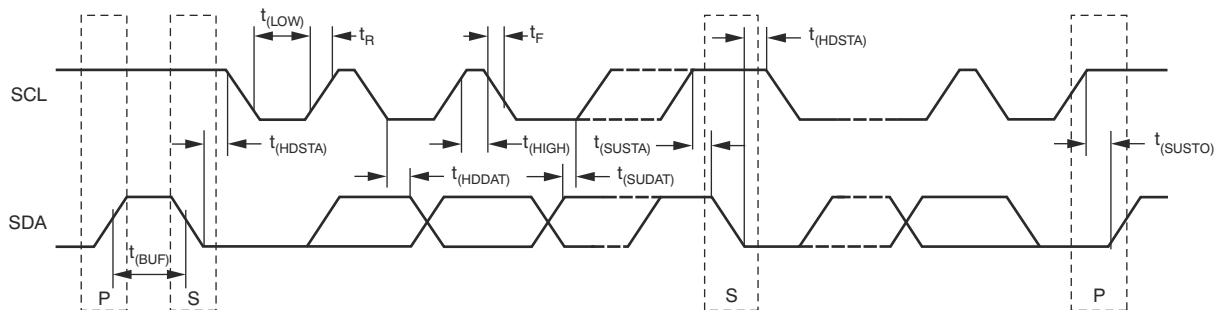 t(LOW)
tR
tF
t(HDSTA)
SCL
t(HDSTA)
t(HIGH)
t(SUSTA)
t(SUSTO)
t(HDDAT)
t(SUDAT)
SDA
t(BUF)
P
S
S
P